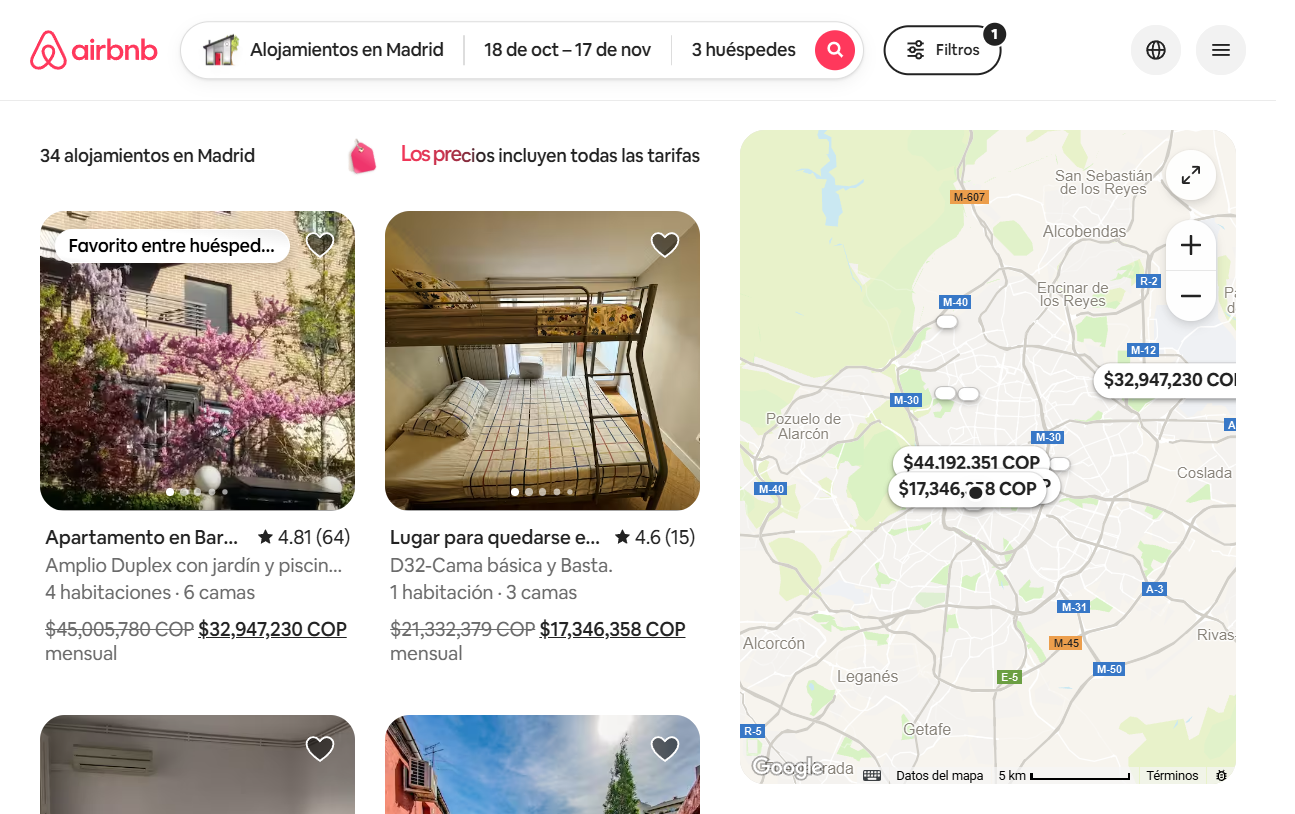 airbnb
Alojamientos en Madrid
18 de oct – 17 de nov
3 huéspedes
Filtros
1
34 alojamientos en Madrid
Los precios incluyen todas las tarifas
Favorito entre huésped...
Apartamento en Bar...
4.81 (64)
Amplio Duplex con jardín y piscin...
4 habitaciones · 6 camas
$45,005,780 COP $32,947,230 COP
mensual
Lugar para quedarse e...
4.6 (15)
D32-Cama básica y Basta.
1 habitación · 3 camas
$21,332,379 COP $17,346,358 COP
mensual
San Sebastián
de los Reyes
M-607
Alcobendas
R-2
Encinar de
los Reyes
M-40
M-12
$32,947,230 CO
M-30
Pozuelo de
Alarcón
M-30
$44,192,351 COP
Coslada
M-40
$17,346,358 COP
A-3
M-31
Alcorcón
M-45
Rivas
Leganés
E-5
M-50
Getafe
R-5
Google
Datos del mapa
5 km
Términos